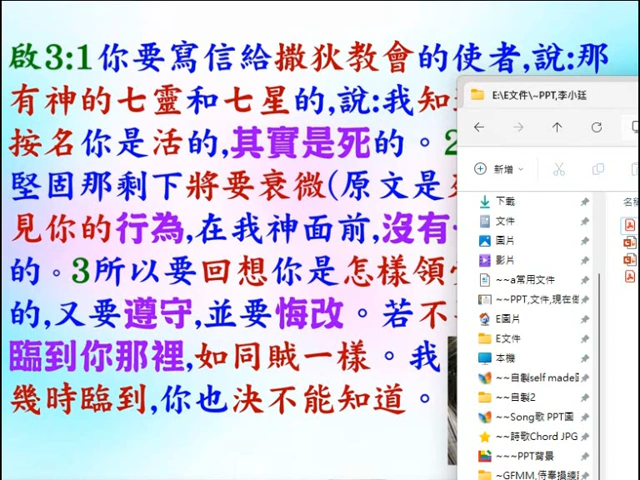 啟3:1你要寫信給撒狄教會的使者,說:那
有神的七靈和七星的,說:我知
按名你是活的,其實是死的。2
堅固那剩下將要衰微(原文是
見你的行為,在我神面前,沒有
的。3所以要回想你是怎樣領
的,又要遵守,並要悔改。若不
臨到你那裡,如同賊一樣。我
幾時臨到,你也決不能知道。
E:\E文件\~PPT,李小廷
新增
下載
文件
圖片
影片
~~a常用文件
~~PPT,文件,現在
E圖片
E文件
本機
~~自製self made
~~自製2
~~Song歌 PPT圖
~~詩歌Chord JPG
~~~PPT背景
~GFMM,侍奉操練
名